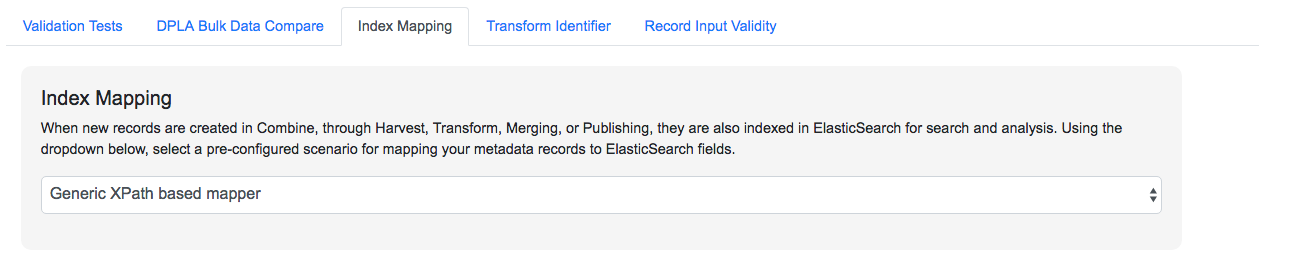 Validation Tests DPLA Bulk Data Compare Index Mapping Transform Identifier Record Input Validity
Index Mapping
When new records are created in Combine, through Harvest, Transform, Merging, or Publishing, they are also indexed in ElasticSearch for search and analysis. Using the
dropdown below, select a pre-configured scenario for mapping your metadata records to ElasticSearch fields.
Generic XPath based mapper